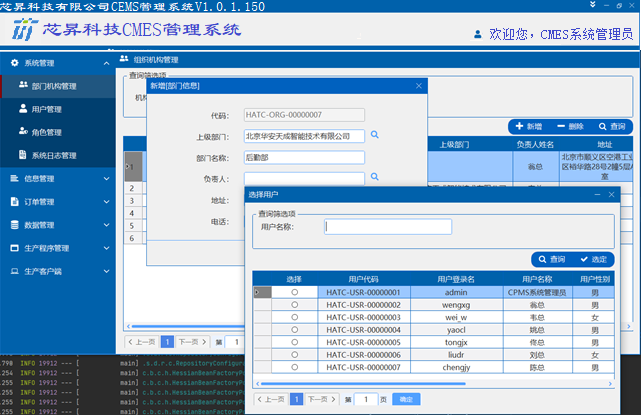 芯昇科技有限公司CEMS管理系统V1.0.1.150
芯昇科技CMES管理系统
欢迎您，CMES系统管理员
系统管理
部门机构管理
用户管理
角色管理
系统日志管理
信息管理
订单管理
数据管理
生产程序管理
生产客户端
组织机构管理
查询筛选项
机构
新增 删除 查询
上级部门 负责人姓名 地址
1 翁总 北京市顺义区空港工业区裕华路28号2幢5层A室
2
3
4
5
6
上一页 1 下一页 第 1
新增[部门信息]
代码： HATC-ORG-00000007
上级部门： 北京华安天成智能技术有限公司
部门名称： 后勤部
负责人：
地址：
电话：
选择用户
查询筛选项
用户名称：
查询 选定
选择 用户代码 用户登录名 用户名称 用户性别
HATC-USR-00000001 admin CPMS系统管理员 男
HATC-USR-00000002 wengxg 翁总 男
HATC-USR-00000003 wei_w 韦总 女
HATC-USR-00000004 yaocl 姚总 男
HATC-USR-00000005 tongjx 佟总 男
HATC-USR-00000006 liudr 刘总 女
HATC-USR-00000007 chengjy 陈总 男
上一页 1 下一页 第 1 页 确定
.798 INFO 19912 --- [ main] .s.d.r.c.RepositoryConfigur
.254 INFO 19912 --- [ main] c.b.c.h.HessianBeanFactoryPo
.255 INFO 19912 --- [ main] c.b.c.h.HessianBeanFactoryPo
.255 INFO 19912 --- [ main] c.b.c.h.HessianBeanFactoryPo
.255 INFO 19912 --- [ main] c.b.c.h.HessianBeanFactoryPo